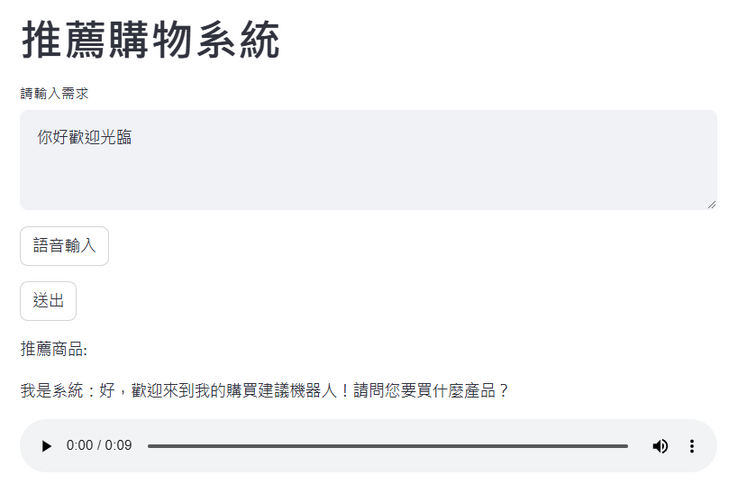 推薦購物系統
請輸入需求
你好歡迎光臨
語音輸入
送出
推薦商品:
我是系統：好，歡迎來到我的購買建議機器人！請問您要買什麼產品？
0:00 / 0:09